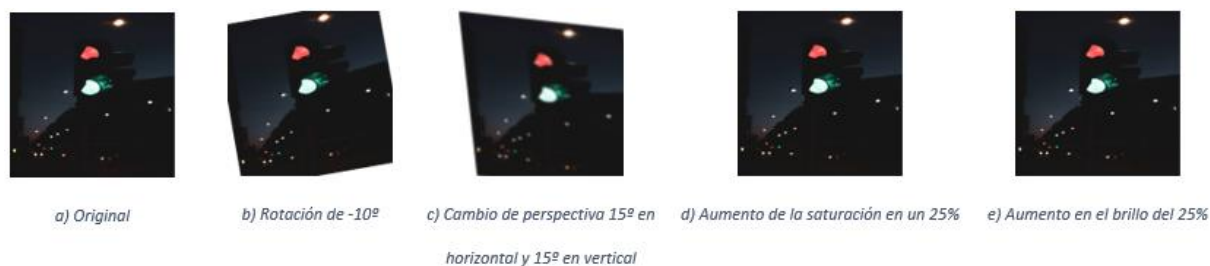 a) Original
b) Rotación de -10º
c) Cambio de perspectiva 15º en
horizontal y 15º en vertical
d) Aumento de la saturación en un 25%
e) Aumento en el brillo del 25%